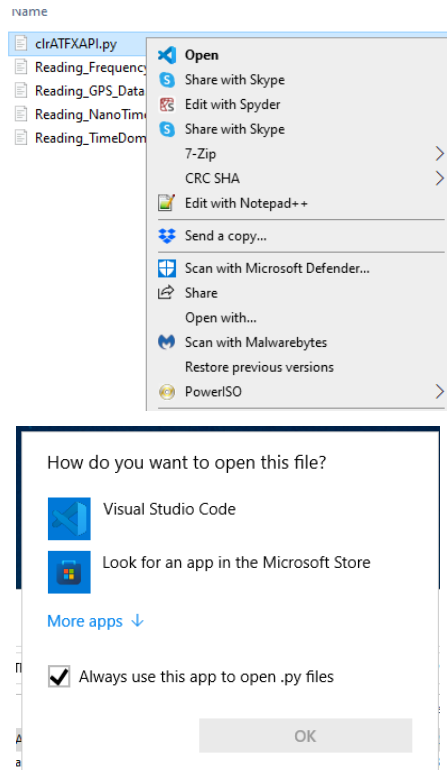 Name
clrATFXAPI.py
Reading_Frequency
Reading_GPS_Data
Reading_NanoTime
Reading_TimeDom
Open
Share with Skype
Edit with Spyder
Share with Skype
7-Zip
CRC SHA
Edit with Notepad++
Send a copy...
Scan with Microsoft Defender...
Share
Open with...
Scan with Malwarebytes
Restore previous versions
PowerISO
How do you want to open this file?
Visual Studio Code
Look for an app in the Microsoft Store
More apps ↓
Always use this app to open .py files
OK